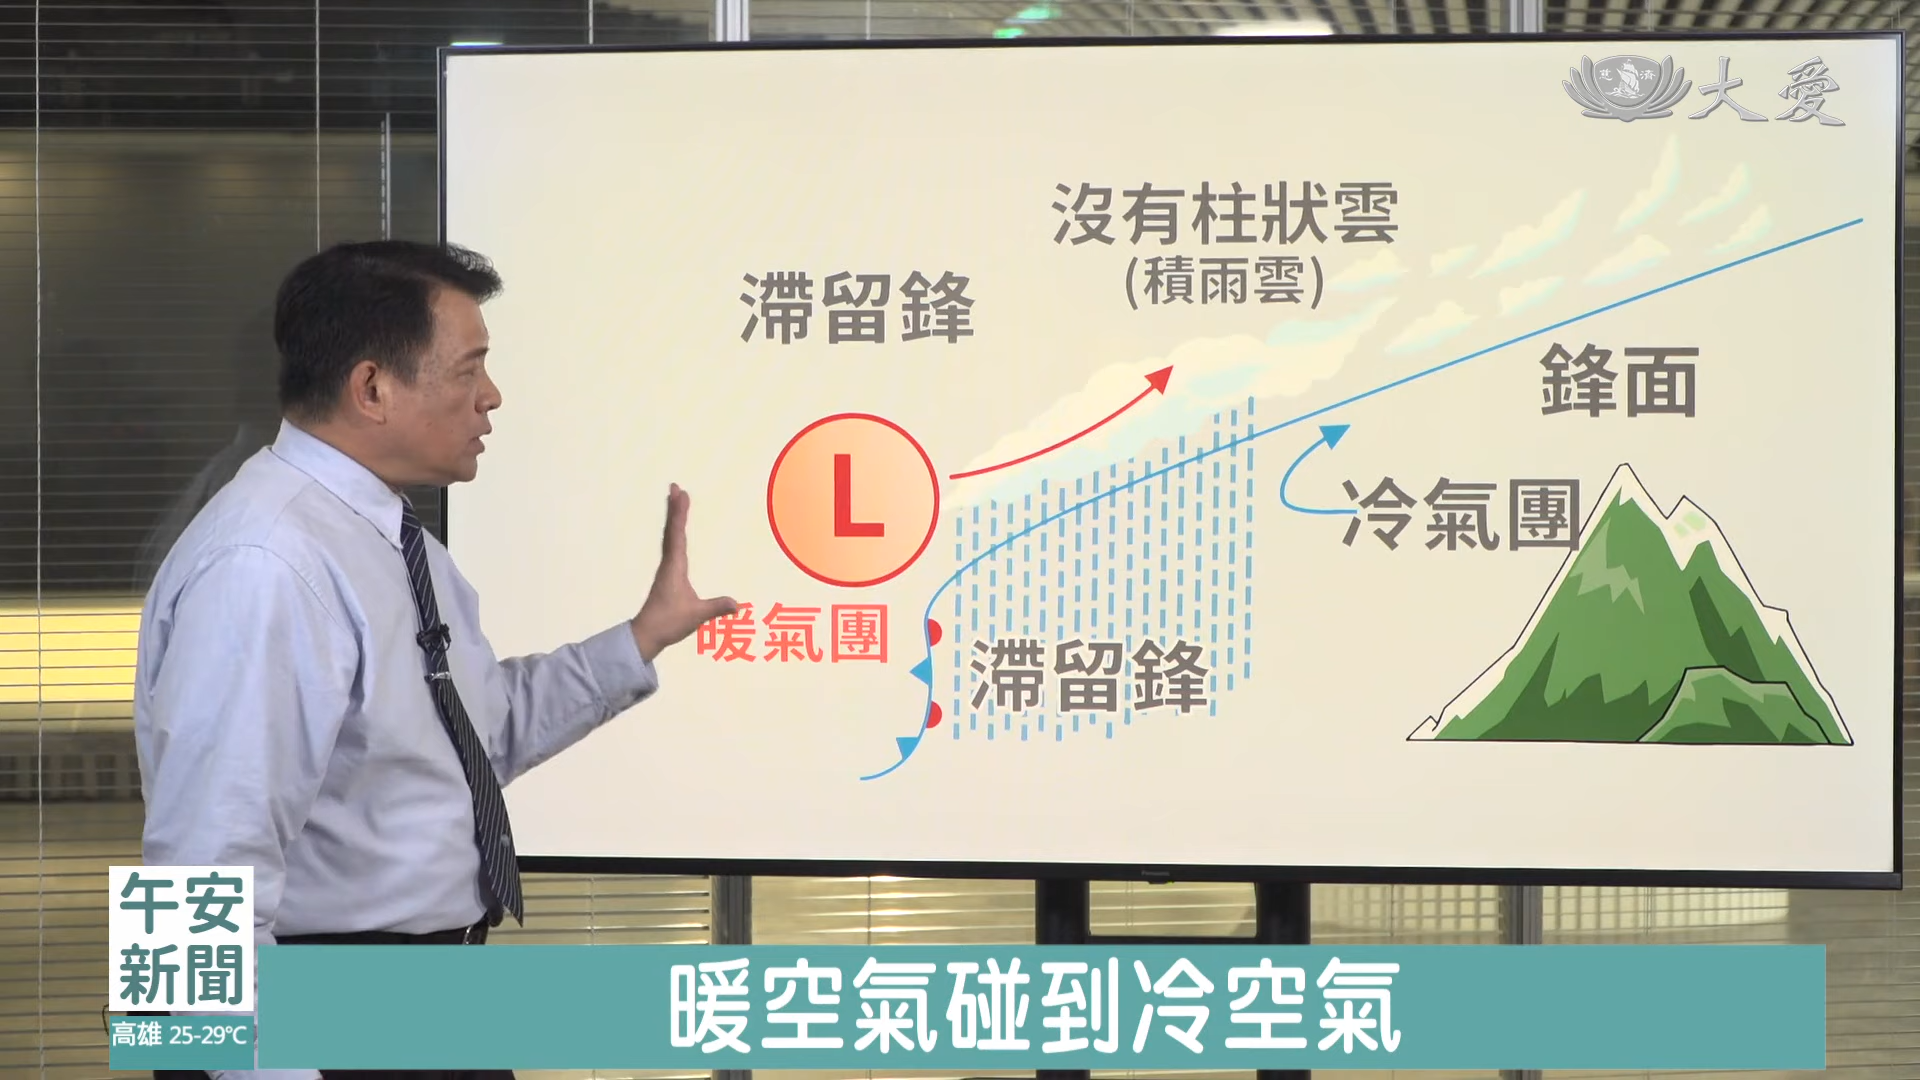 慈 濟
大愛
沒有柱狀雲
(積雨雲)
滯留鋒
鋒面
L
冷氣團
暖氣團
滯留鋒
午安
新聞
高雄 25-29℃
暖空氣碰到冷空氣